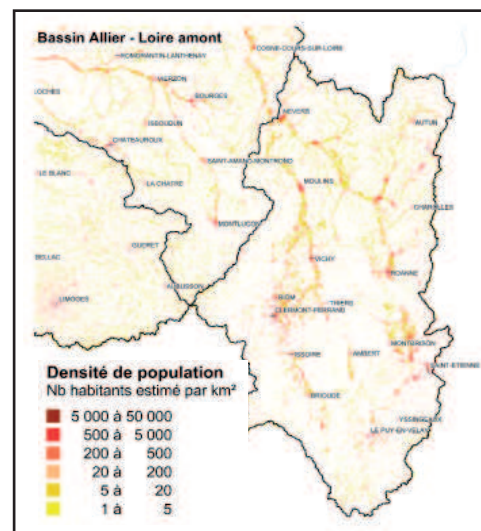 Bassin Allier - Loire amont
COSNE-COURS-SUR-LOIRE
ROMORANTIN-LANTHENAY
VIERZON
LOCHES
BOURGES
NEVERS
ISSOUDUN
AUTUN
CHATEAUROUX
SAINT-AMAND-MONTROND
LE BLANC
MOULINS
LA CHATRE
CHAROLLES
MONTLUCON
GUERET
BELLAC
VICHY
ROANNE
AUBUSSON
RIOM
THIERS
LIMOGES
CLERMONT-FERRAND
MONTBRISON
ISSOIRE
AMBERT
SAINT-ETIENNE
Densité de population
Nb habitants estimé par km²
BRIOUDE
YSSINGEAUX
LE PUY-EN-VELAY
5 000 à 50 000
500 à 5 000
200 à 500
20 à 200
5 à 20
1 à 5